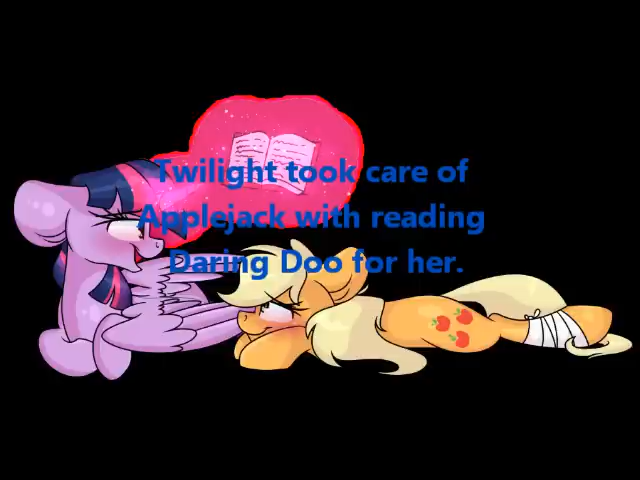 Twilight took care of
Applejack with reading
Daring Doo for her.